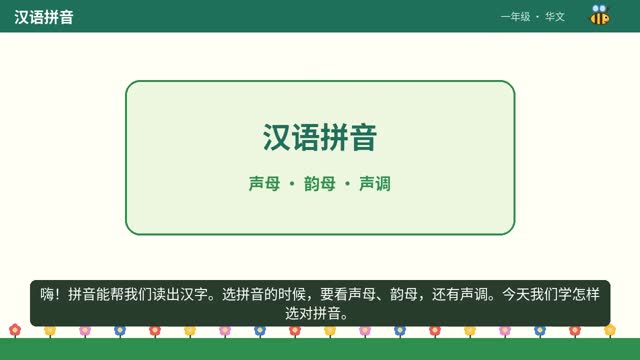 汉语拼音
一年级 • 华文
汉语拼音
声母 • 韵母 • 声调
嗨！拼音能帮我们读出汉字。选拼音的时候，要看声母、韵母，还有声调。今天我们学怎样
选对拼音。